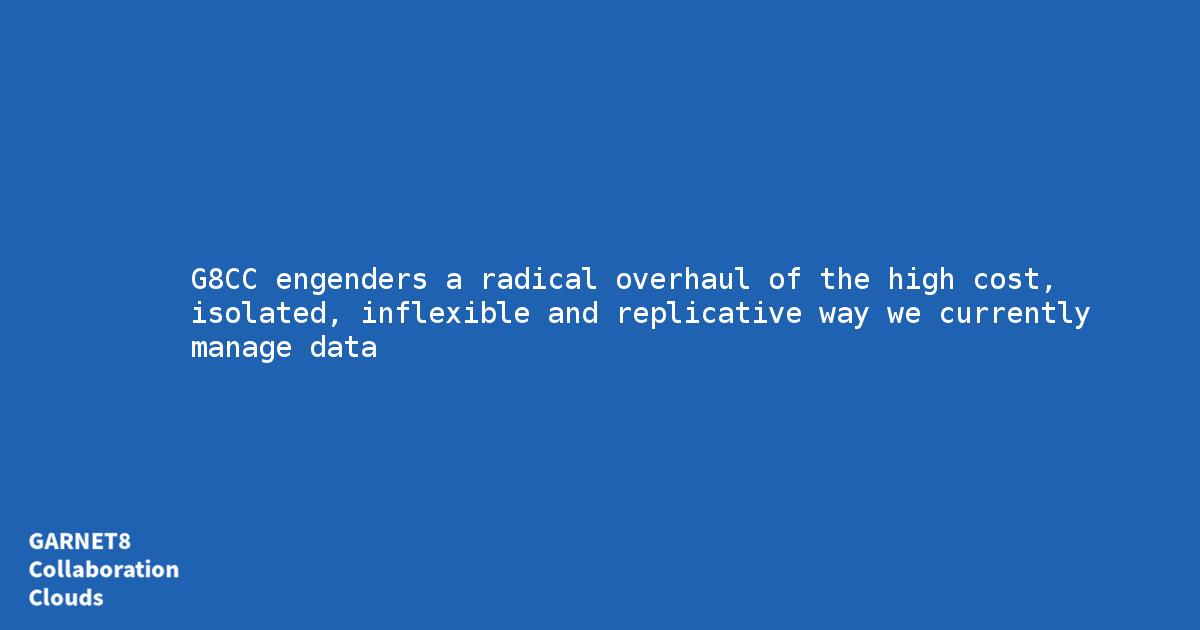 G8CC engenders a radical overhaul of the high cost,
isolated, inflexible and replicative way we currently
manage data
GARNET8
Collaboration
Clouds